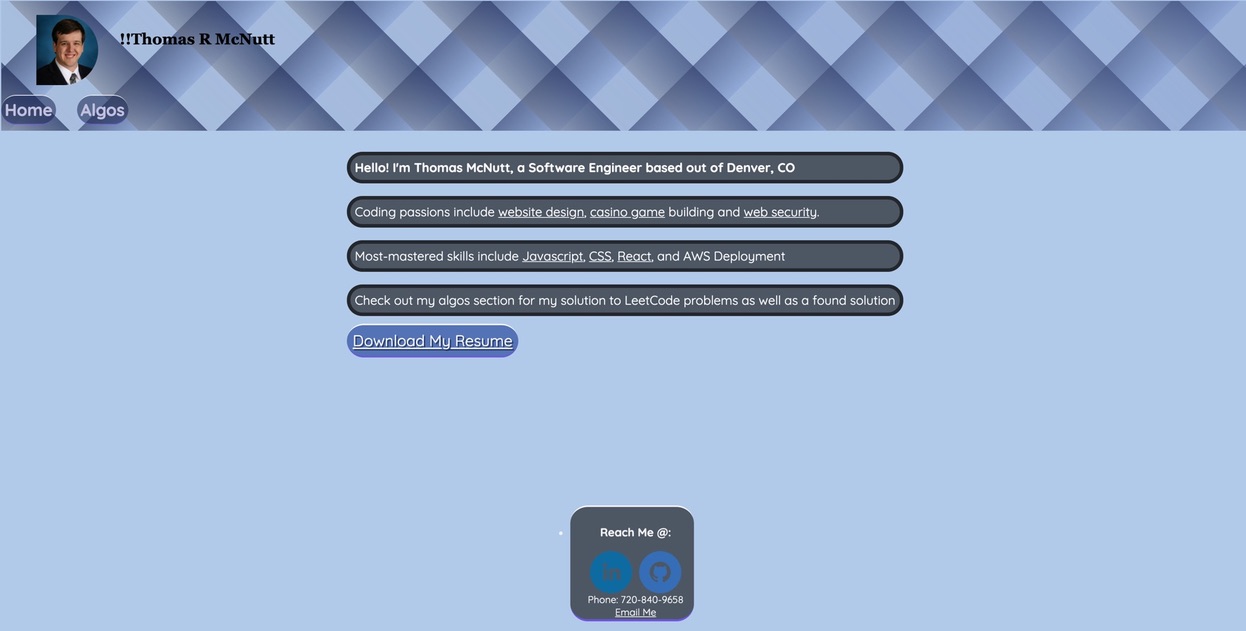 !!Thomas R McNutt
Home Algos
Hello! I'm Thomas McNutt, a Software Engineer based out of Denver, CO
Coding passions include website design, casino game building and web security.
Most-mastered skills include Javascript, CSS, React, and AWS Deployment
Check out my algos section for my solution to LeetCode problems as well as a found solution
Download My Resume
Reach Me @:
in
Phone: 720-840-9658
Email Me